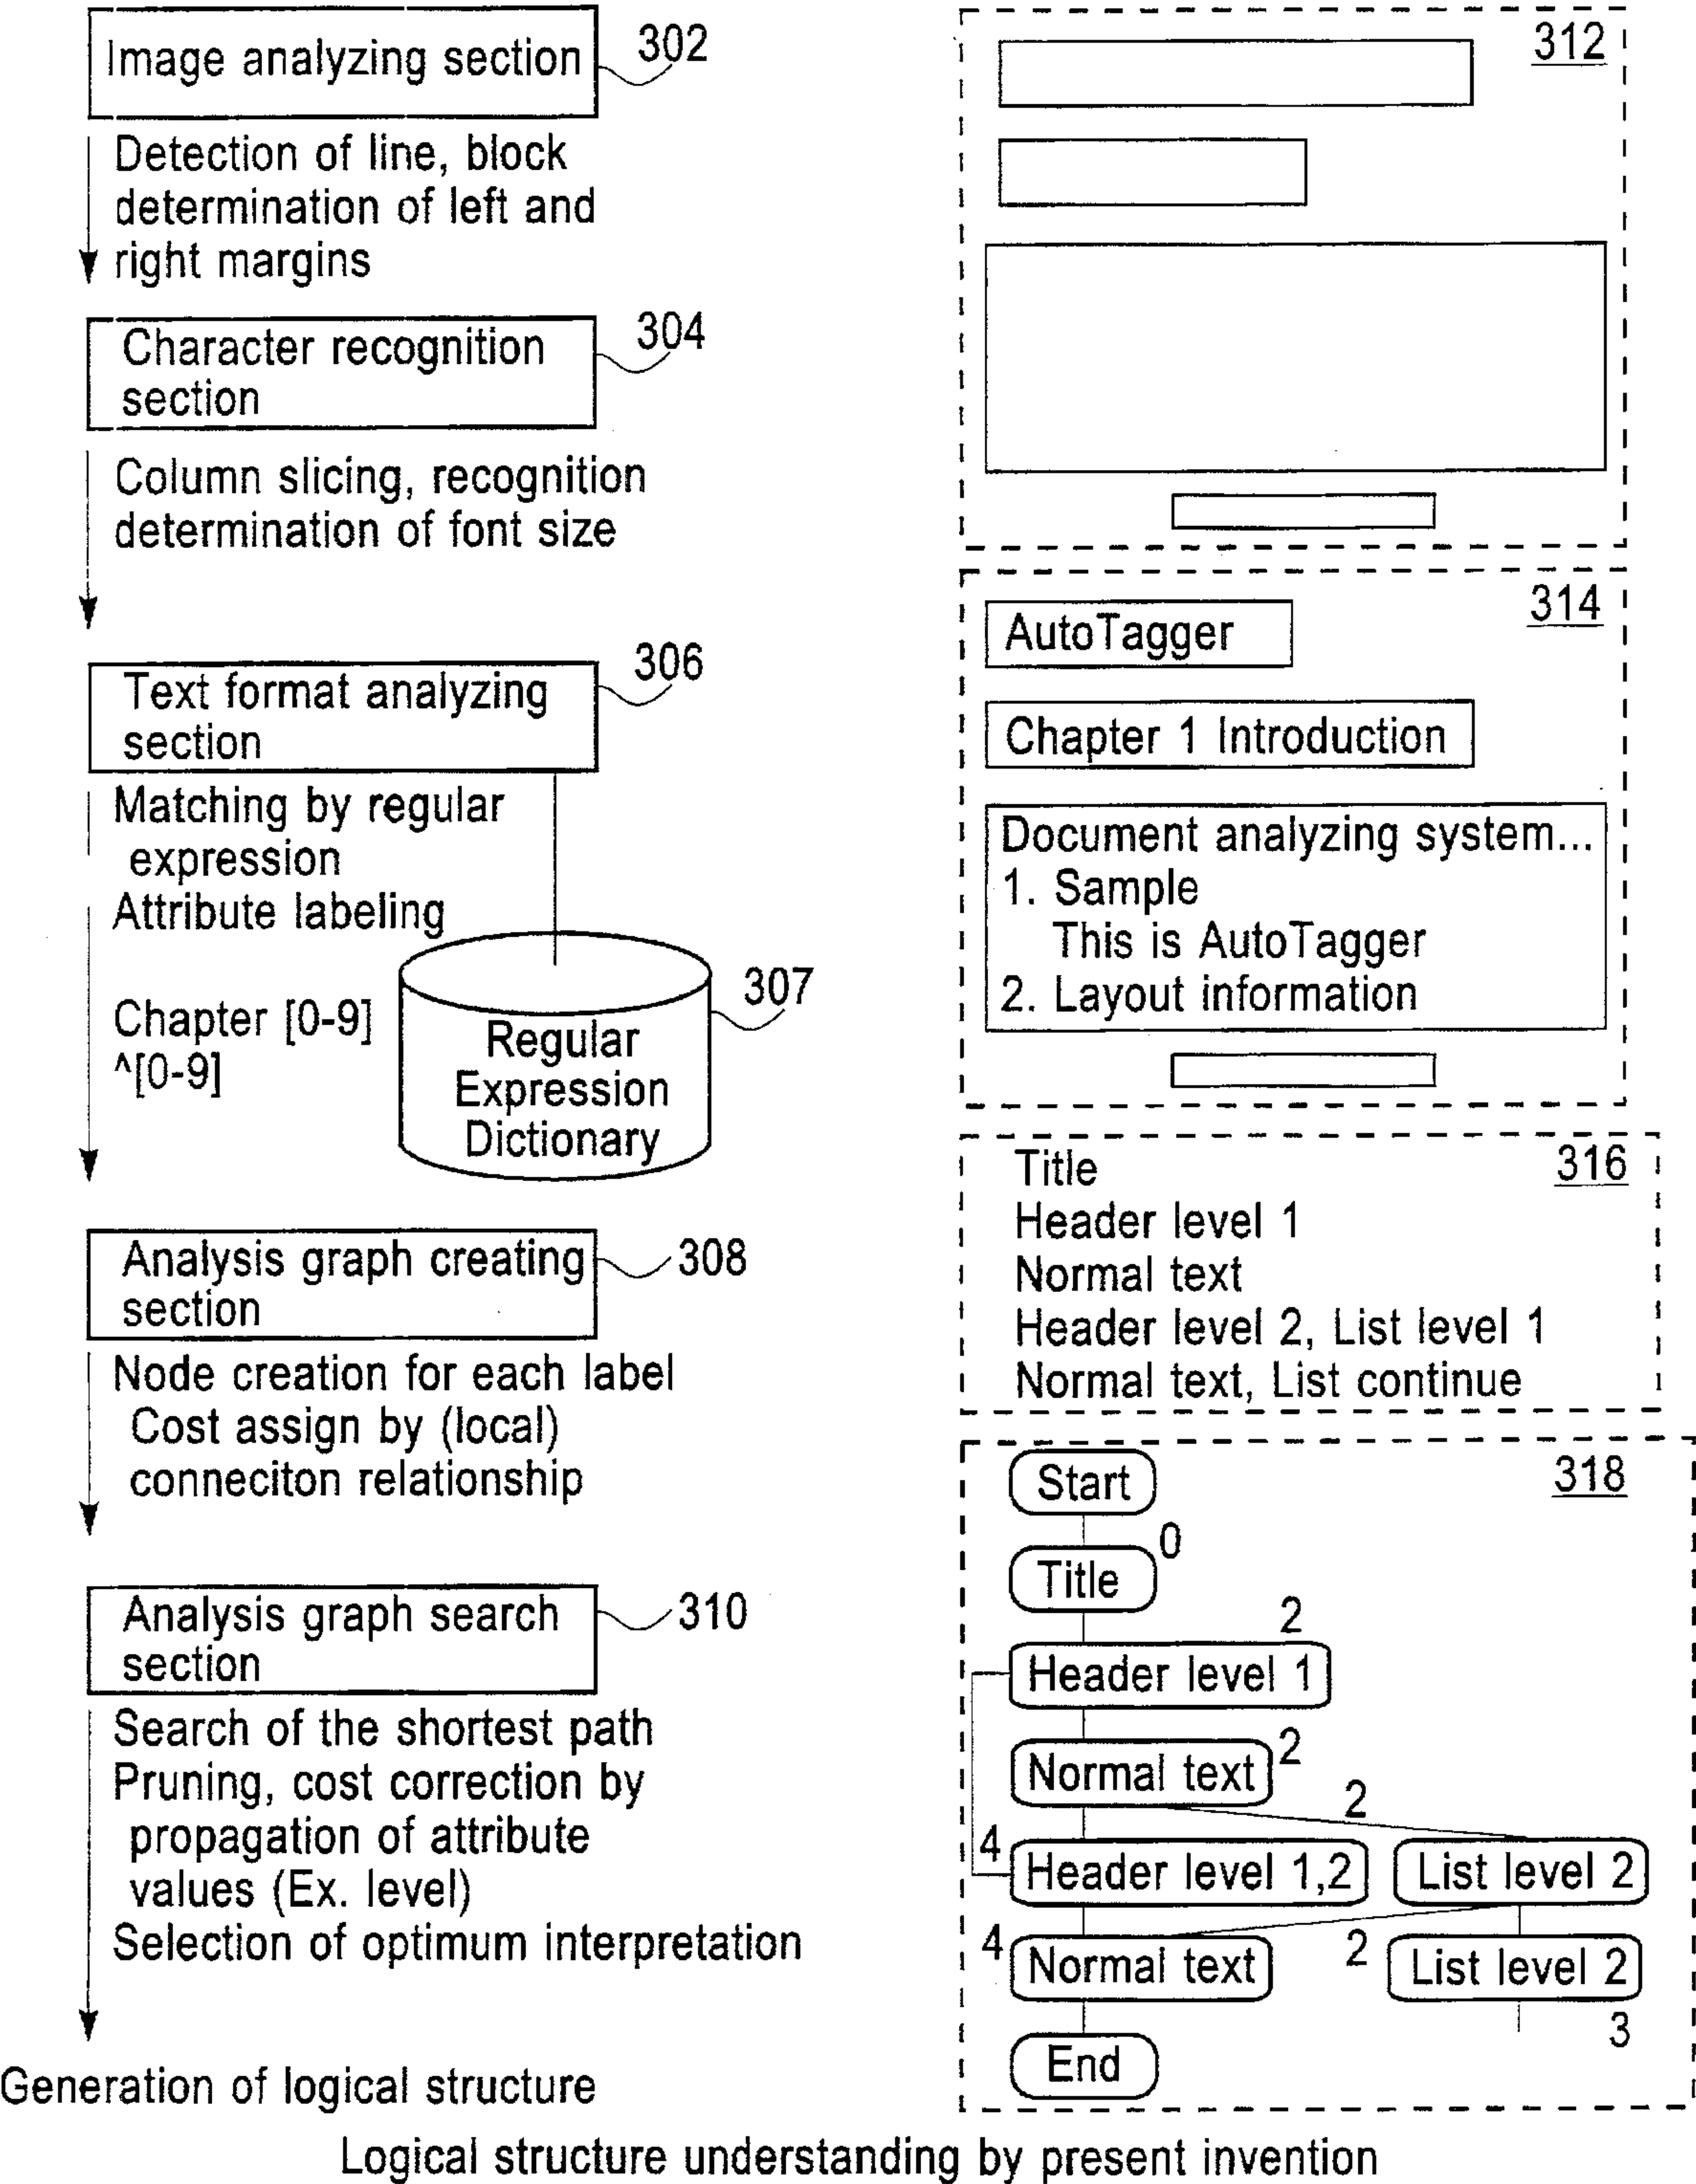 Image analyzing section
302
Detection of line, block
determination of left and
right margins
Character recognition
section
304
Column slicing, recognition
determination of font size
Text format analyzing
section
306
Matching by regular
expression
Attribute labeling
Chapter [0-9]
^[0-9]
Regular
Expression
Dictionary
307
Analysis graph creating
section
308
Node creation for each label
Cost assign by (local)
conneciton relationship
Analysis graph search
section
310
Search of the shortest path
Pruning, cost correction by
propagation of attribute
values (Ex. level)
Selection of optimum interpretation
Generation of logical structure
312
314
AutoTagger
Chapter 1 Introduction
Document analyzing system...
1. Sample
This is AutoTagger
2. Layout information
316
Title
Header level 1
Normal text
Header level 2, List level 1
Normal text, List continue
318
Start
0
Title
2
Header level 1
2
Normal text
2
4
Header level 1,2
List level 2
4
Normal text
2
List level 2
3
End
Logical structure understanding by present invention